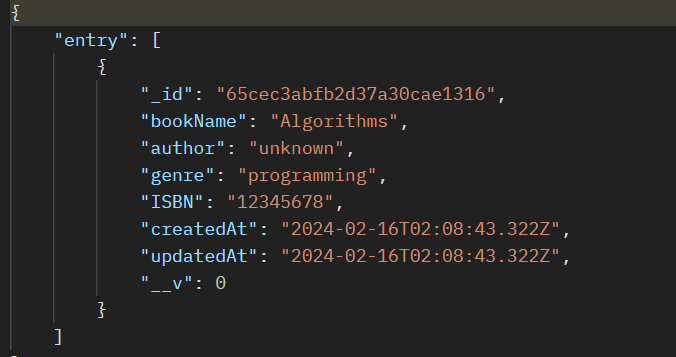 {
    "entry": [
        {
            "_id": "65cec3abfb2d37a30cae1316",
            "bookName": "Algorithms",
            "author": "unknown",
            "genre": "programming",
            "ISBN": "12345678",
            "createdAt": "2024-02-16T02:08:43.322Z",
            "updatedAt": "2024-02-16T02:08:43.322Z",
            "__v": 0
        }
    ]